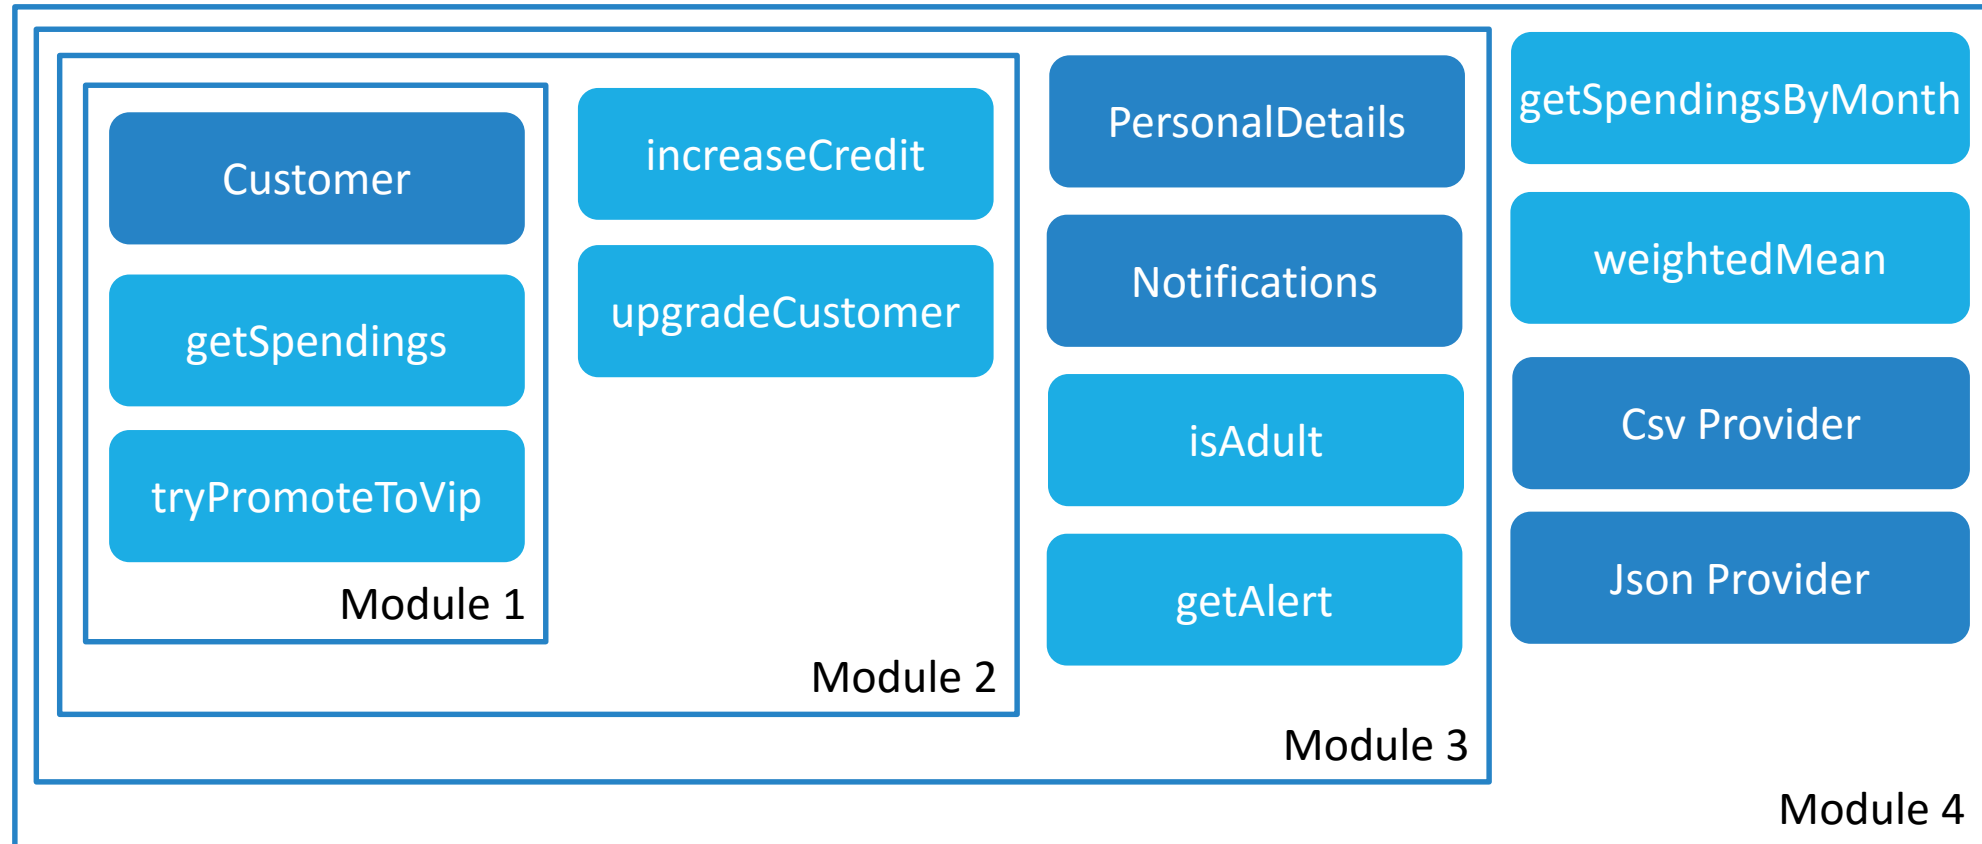 Customer
getSpendings
tryPromoteToVip
Module 1
increaseCredit
upgradeCustomer
Module 2
PersonalDetails
Notifications
isAdult
getAlert
Module 3
getSpendingsByMonth
weightedMean
Csv Provider
Json Provider
Module 4